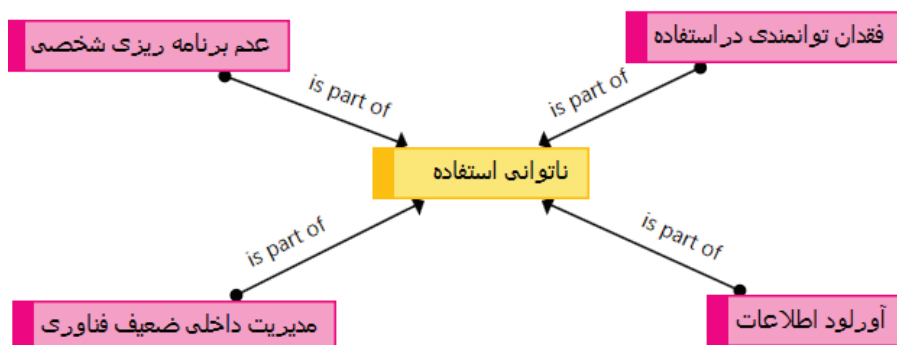 فقدان توانمندی در استفاده
عدم برنامه ریزی شخصی
is part of
is part of
ناتوانی استفاده
is part of
is part of
آورلود اطلاعات
مدیریت داخلی ضعیف فناوری